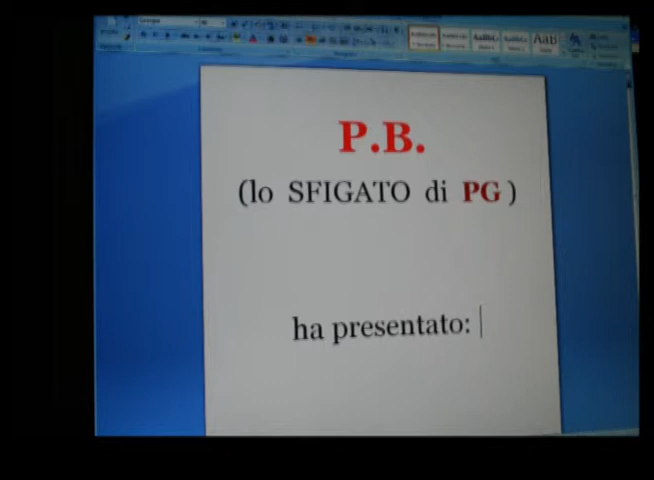 P.B.
(lo SFIGATO di PG )
ha presentato: